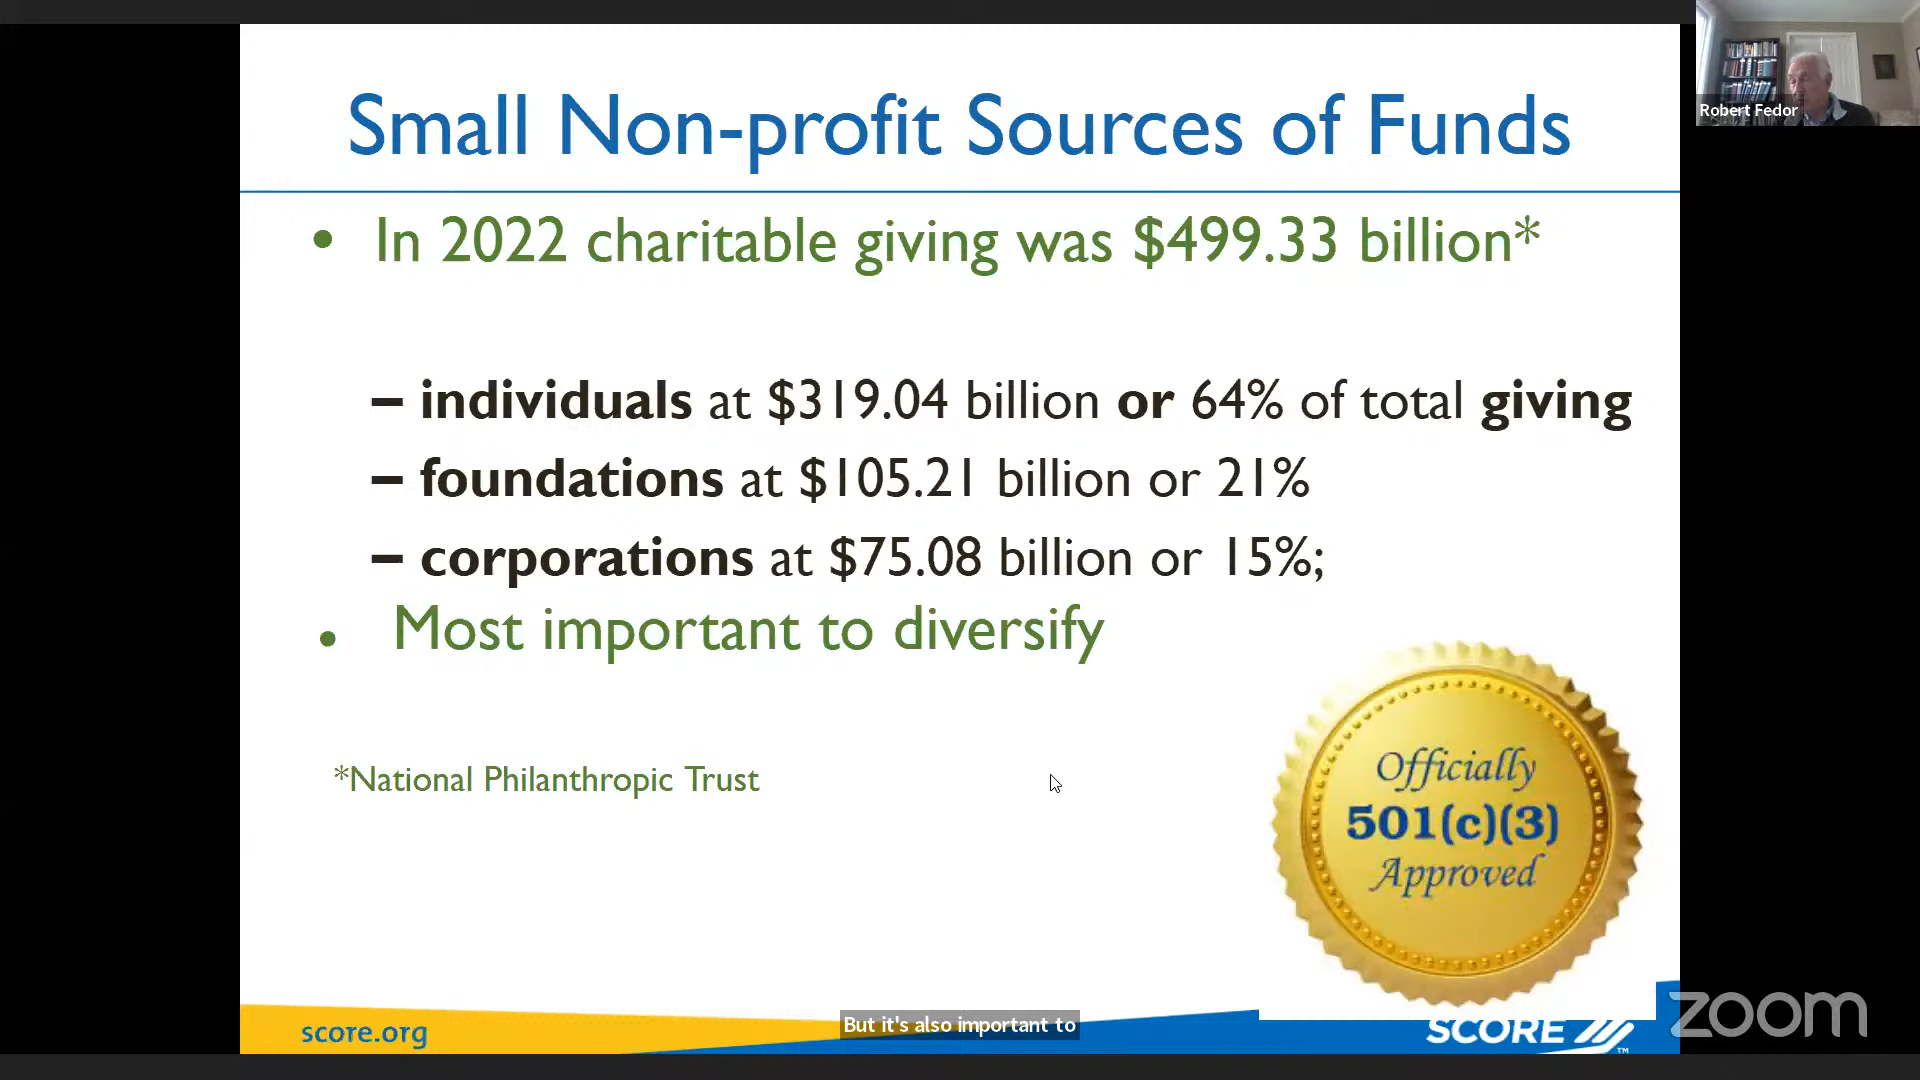 Small Non-profit Sources of Funds
Robert Fedor
• In 2022 charitable giving was $499.33 billion*
– individuals at $319.04 billion or 64% of total giving
– foundations at $105.21 billion or 21%
– corporations at $75.08 billion or 15%;
• Most important to diversify
*National Philanthropic Trust
Officially
501(c)(3)
Approved
score.org
But it's also important to
SCORE
TM
zoom